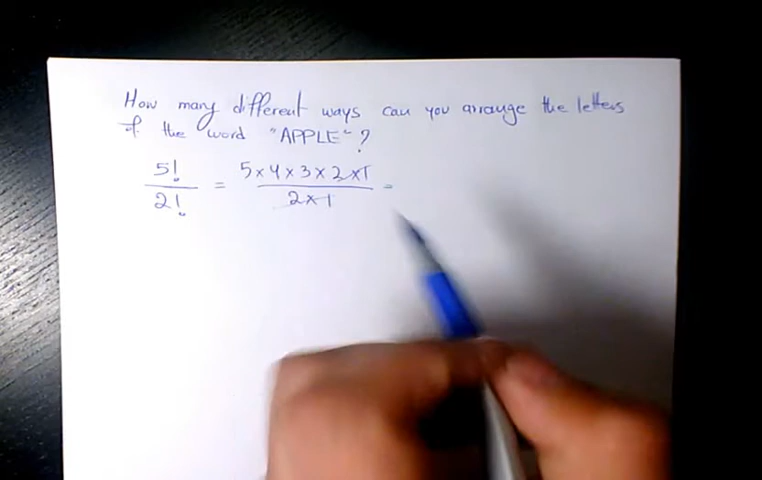 How many different ways can you arrange the letters
of the word "APPLE"?
5! / 2! = 5 x 4 x 3 x 2 x 1 / 2 x 1 =